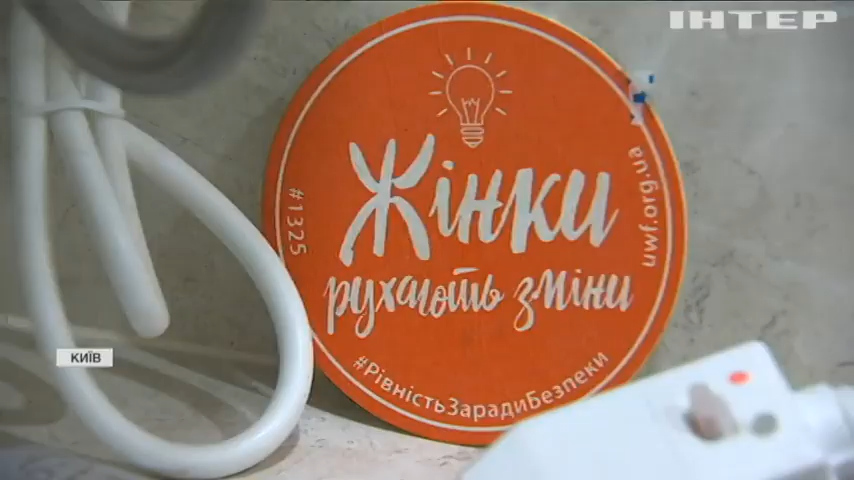 ІНТЕР
Жінки
рухають зміни
#1325
uwf.org.ua
#РівністьЗарадиБезпеки
КИЇВ